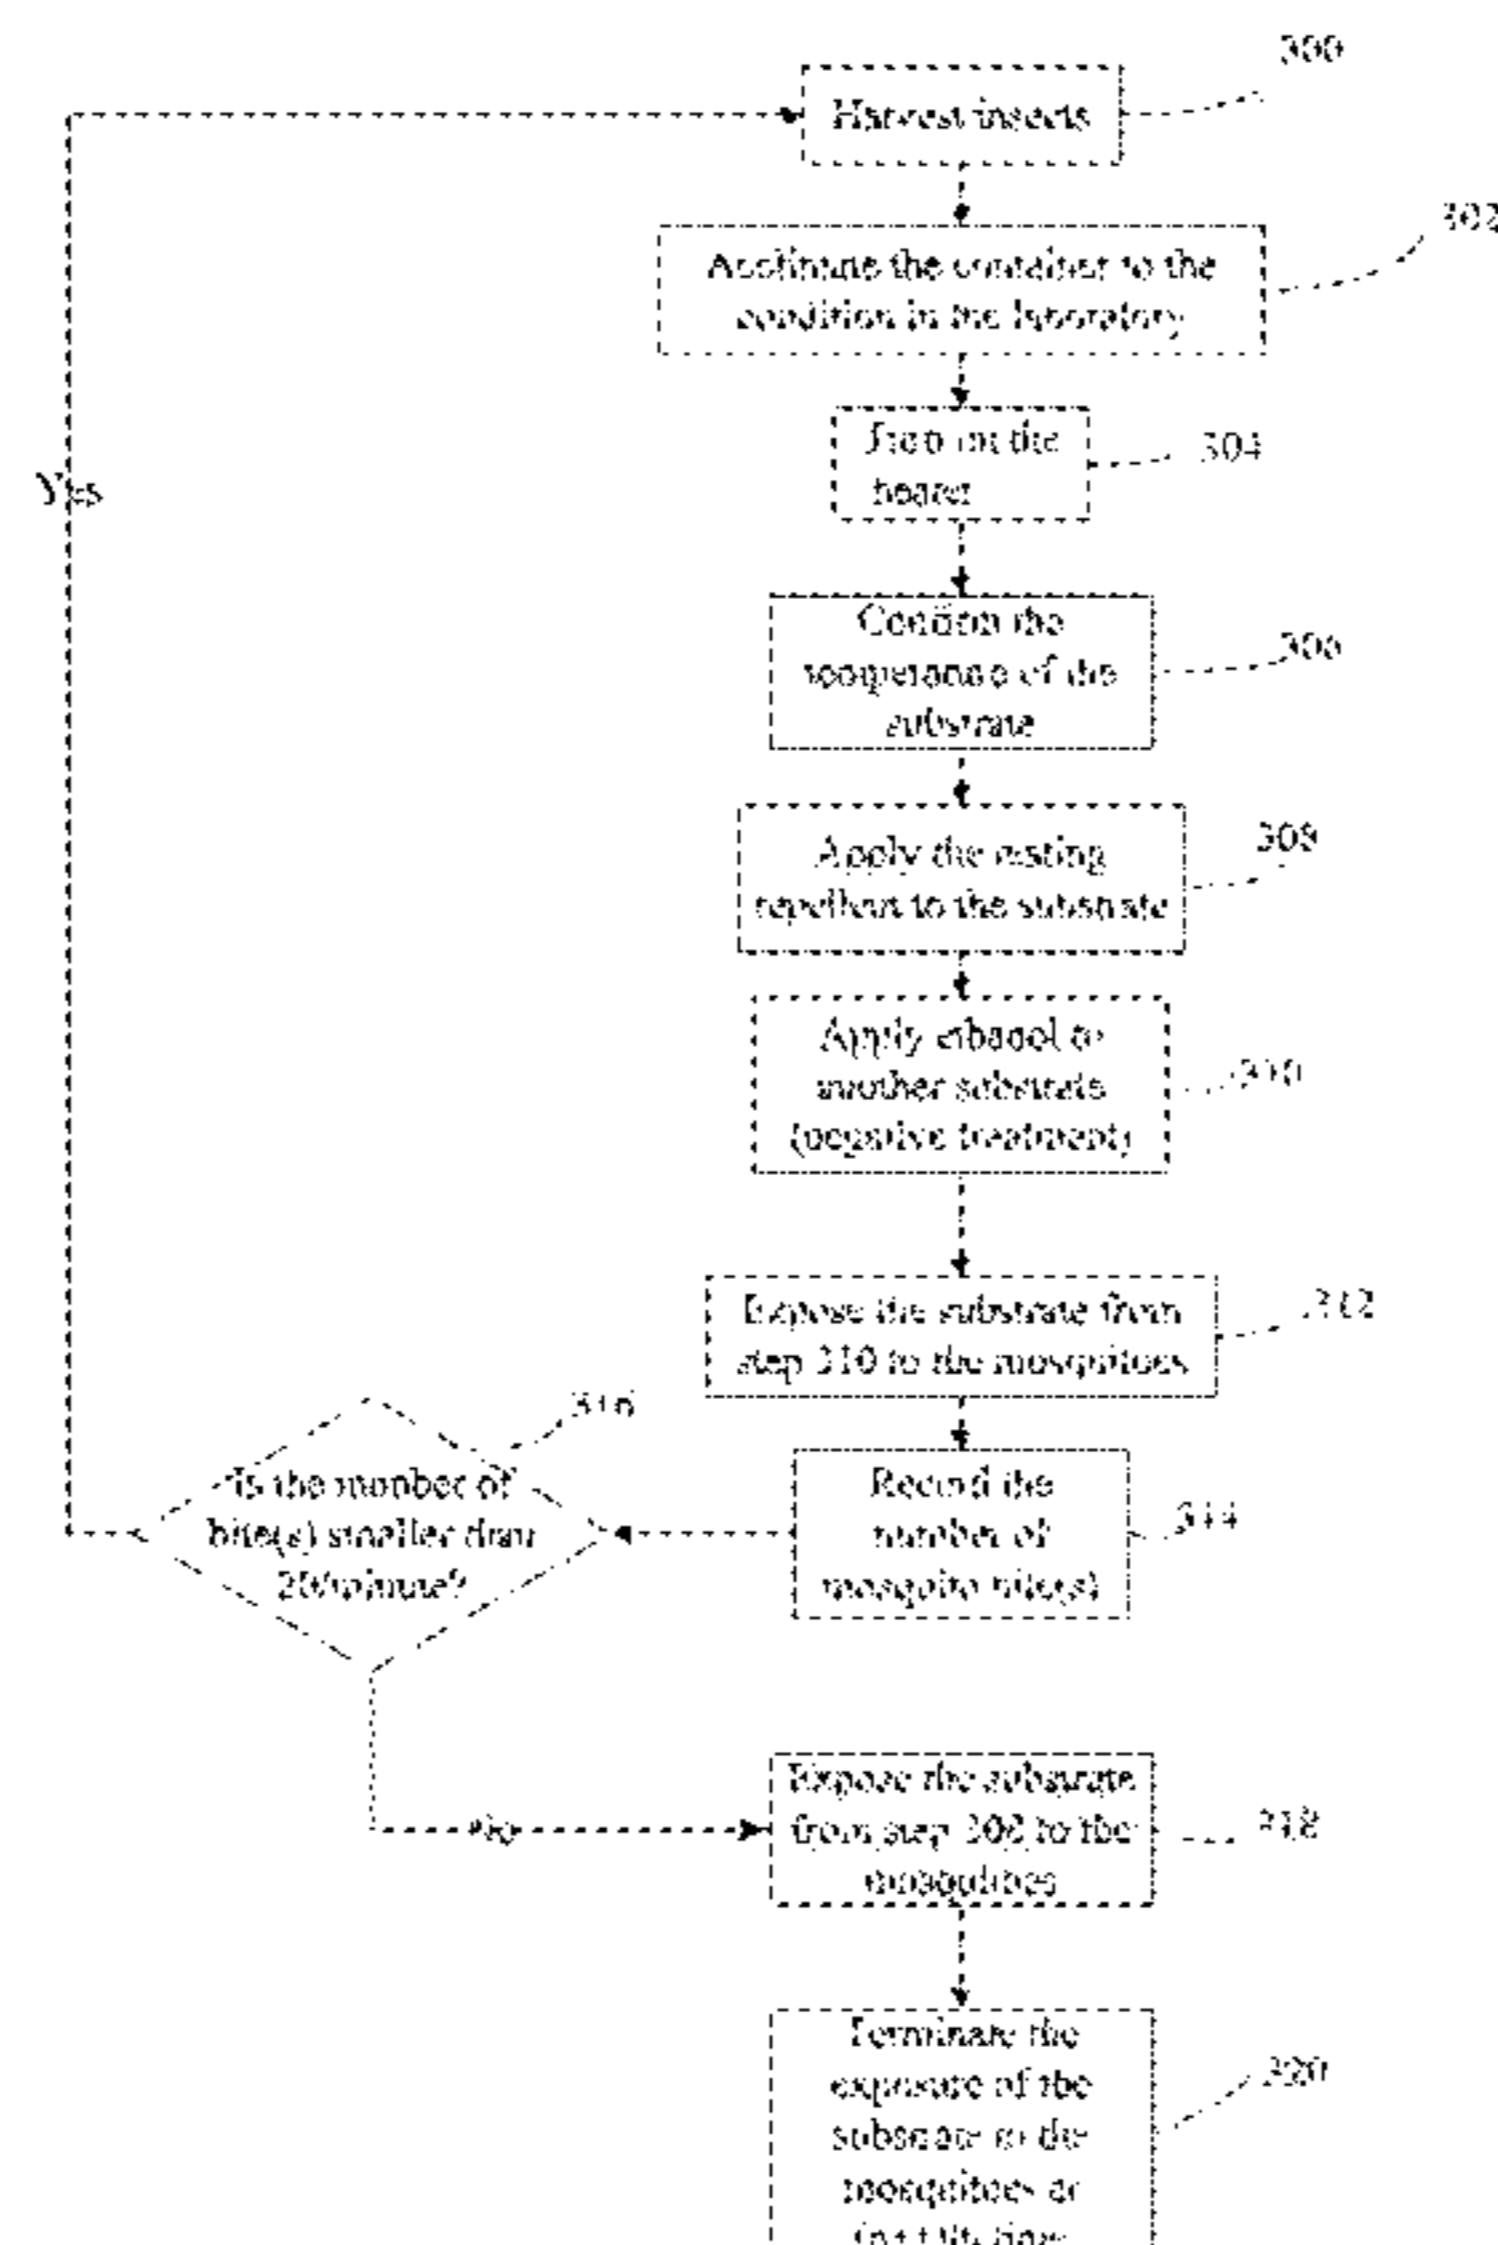 300
Harvest insects
302
Acclimate the container to the
condition in the laboratory
304
Turn on the
heater
306
Confirm the
temperature of the
substrate
308
Apply the testing
repellent to the substrate
Yes
310
Apply ethanol to
another substrate
(negative treatment)
312
Expose the substrate from
step 310 to the mosquitoes
316
Is the number of
bite(s) smaller than
20/minute?
314
Record the
number of
mosquito bite(s)
No
318
Expose the substrate
from step 308 to the
mosquitoes
320
Terminate the
exposure of the
substrate to the
mosquitoes at
time